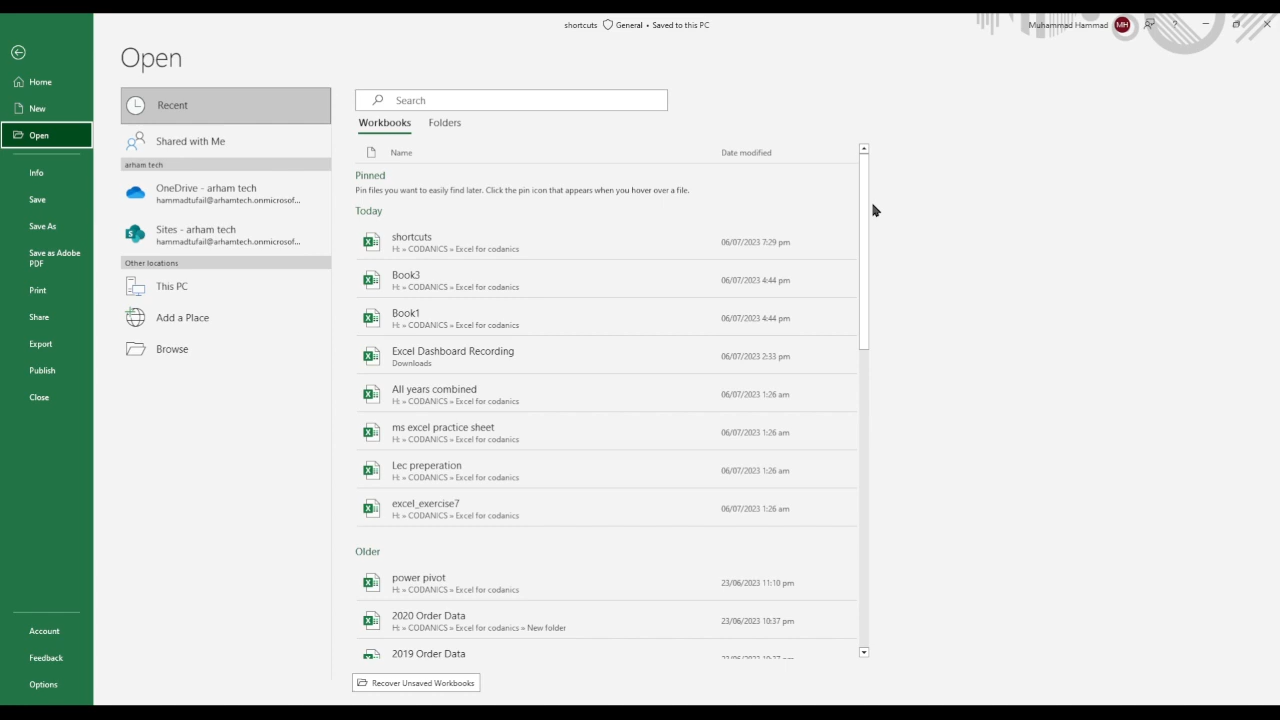 shortcuts General • Saved to this PC
Muhammad Hammad MH ?
Open
Home
New
Open
Info
Save
Save As
Save as Adobe
PDF
Print
Share
Export
Publish
Close
Account
Feedback
Options
Recent
Shared with Me
arham tech
OneDrive - arham tech
hammadtufail@arhamtech.onmicrosof...
Sites - arham tech
hammadtufail@arhamtech.onmicrosof...
Other locations
This PC
Add a Place
Browse
Search
Workbooks Folders
Name Date modified
Pinned
Pin files you want to easily find later. Click the pin icon that appears when you hover over a file.
Today
shortcuts
H: » CODANICS » Excel for codanics
06/07/2023 7:29 pm
Book3
H: » CODANICS » Excel for codanics
06/07/2023 4:44 pm
Book1
H: » CODANICS » Excel for codanics
06/07/2023 4:44 pm
Excel Dashboard Recording
Downloads
06/07/2023 2:33 pm
All years combined
H: » CODANICS » Excel for codanics
06/07/2023 1:26 am
ms excel practice sheet
H: » CODANICS » Excel for codanics
06/07/2023 1:26 am
Lec preperation
H: » CODANICS » Excel for codanics
06/07/2023 1:26 am
excel_exercise7
H: » CODANICS » Excel for codanics
06/07/2023 1:26 am
Older
power pivot
H: » CODANICS » Excel for codanics
23/06/2023 11:10 pm
2020 Order Data
H: » CODANICS » Excel for codanics » New folder
23/06/2023 10:37 pm
2019 Order Data
Recover Unsaved Workbooks